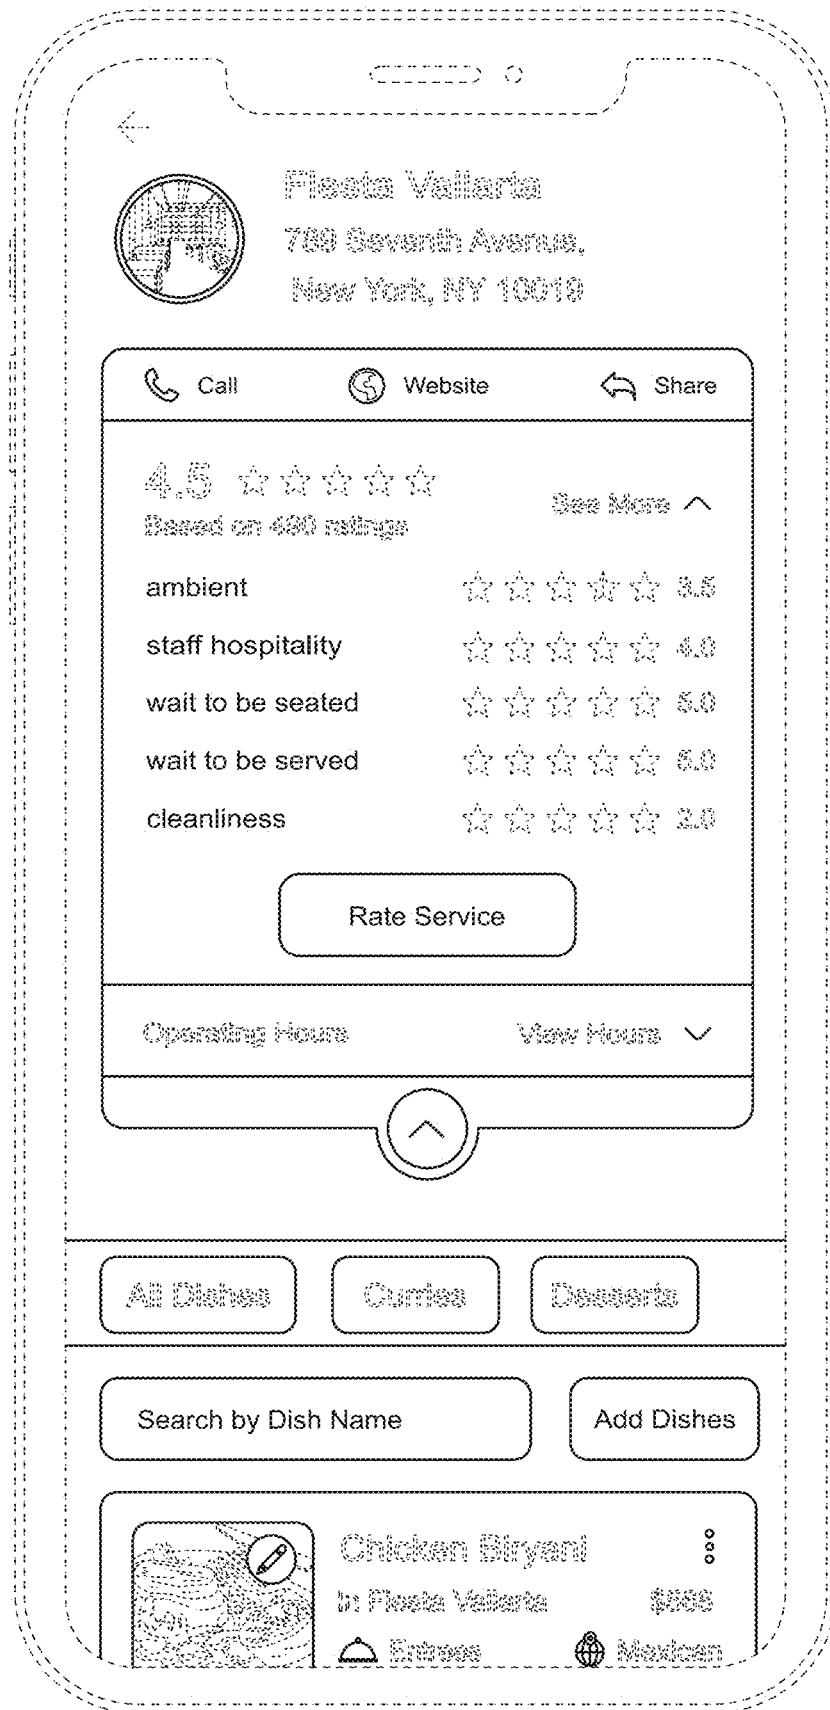 Fiesta Vallarta
789 Seventh Avenue,
New York, NY 10019
Call Website Share
4.5
See More
Based on 490 ratings
ambient 3.5
staff hospitality 4.0
wait to be seated 5.0
wait to be served 5.0
cleanliness 2.0
Rate Service
Operating Hours View Hours
All Dishes Curries Desserts
Search by Dish Name Add Dishes
Chicken Biryani
In Fiesta Vallarta
Entrees Mexican